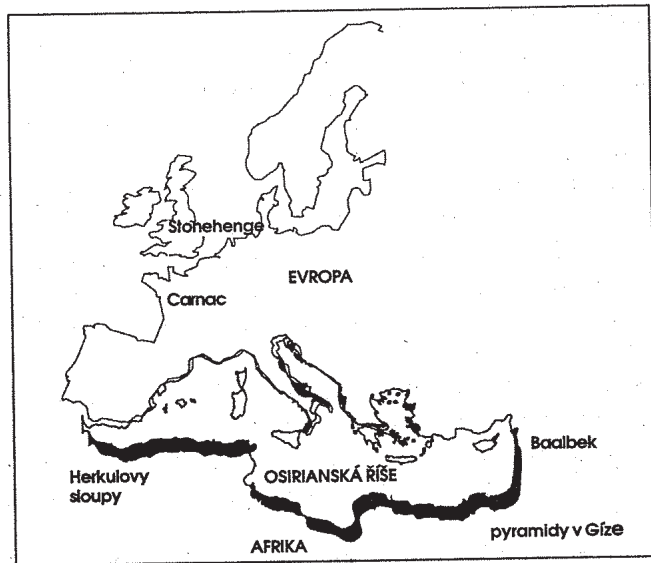 Stonehenge
EVROPA
Carnac
Baalbek
Herkulovy
sloupy
OSIRIANSKÁ ŘÍŠE
pyramidy v Gíze
AFRIKA